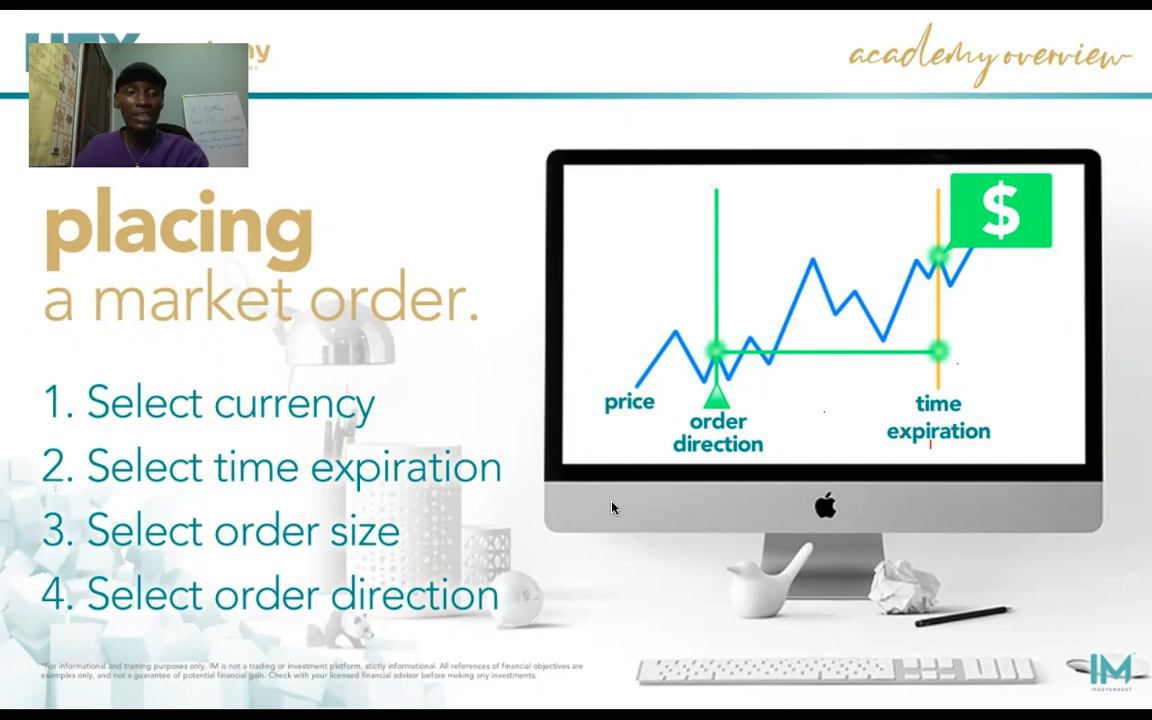 academy overview
placing
a market order.
1. Select currency
2. Select time expiration
3. Select order size
4. Select order direction
$
price
order
direction
time
expiration
*For informational and training purposes only. IM is not a trading or investment platform, stictly informational. All references of financial objectives are
examples only, and not a guarantee of potential financial gain. Check with your licensed financial advisor before making any investments.
IM
INDEPENDENT